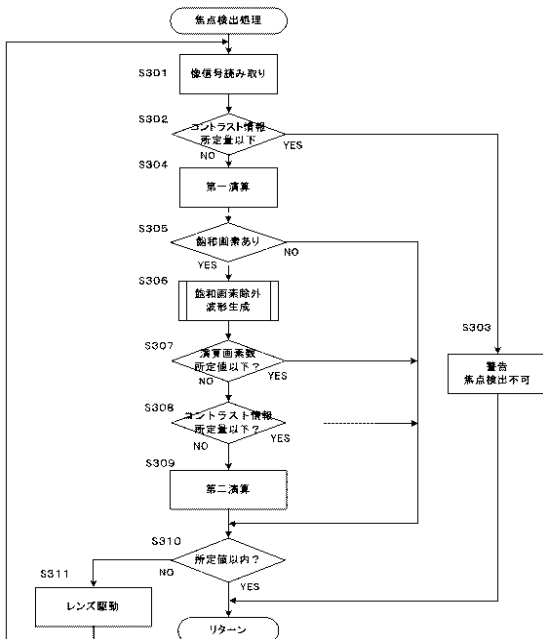 焦点検出処理
S301
像信号読み取り
S302
コントラスト情報
所定量以下
NO
YES
S304
第一演算
S305
飽和画素あり
NO
YES
S306
飽和画素除外
波形生成
S303
警告
焦点検出不可
S307
演算画素数
所定値以下?
NO
YES
S308
コントラスト情報
所定量以下?
NO
YES
S309
第二演算
S310
所定値以内?
NO
YES
S311
レンズ駆動
リターン